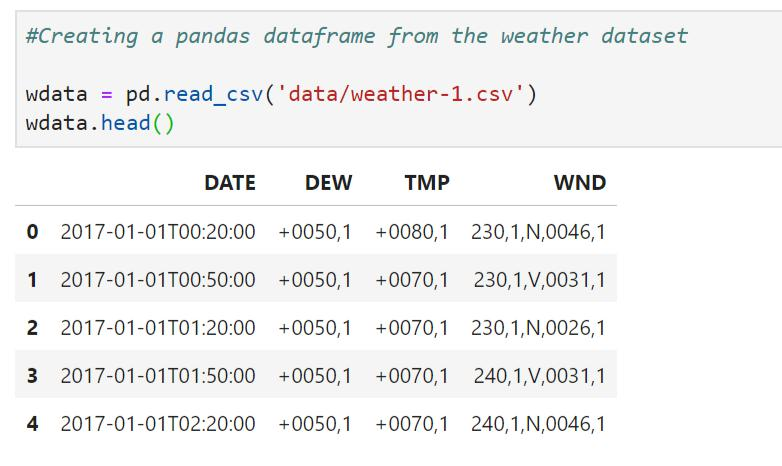 #Creating a pandas dataframe from the weather dataset
wdata = pd.read_csv('data/weather-1.csv')
wdata.head()
DATE DEW TMP WND
0 2017-01-01T00:20:00 +0050,1 +0080,1 230,1,N,0046,1
1 2017-01-01T00:50:00 +0050,1 +0070,1 230,1,V,0031,1
2 2017-01-01T01:20:00 +0050,1 +0070,1 230,1,N,0026,1
3 2017-01-01T01:50:00 +0050,1 +0070,1 240,1,V,0031,1
4 2017-01-01T02:20:00 +0050,1 +0070,1 240,1,N,0046,1